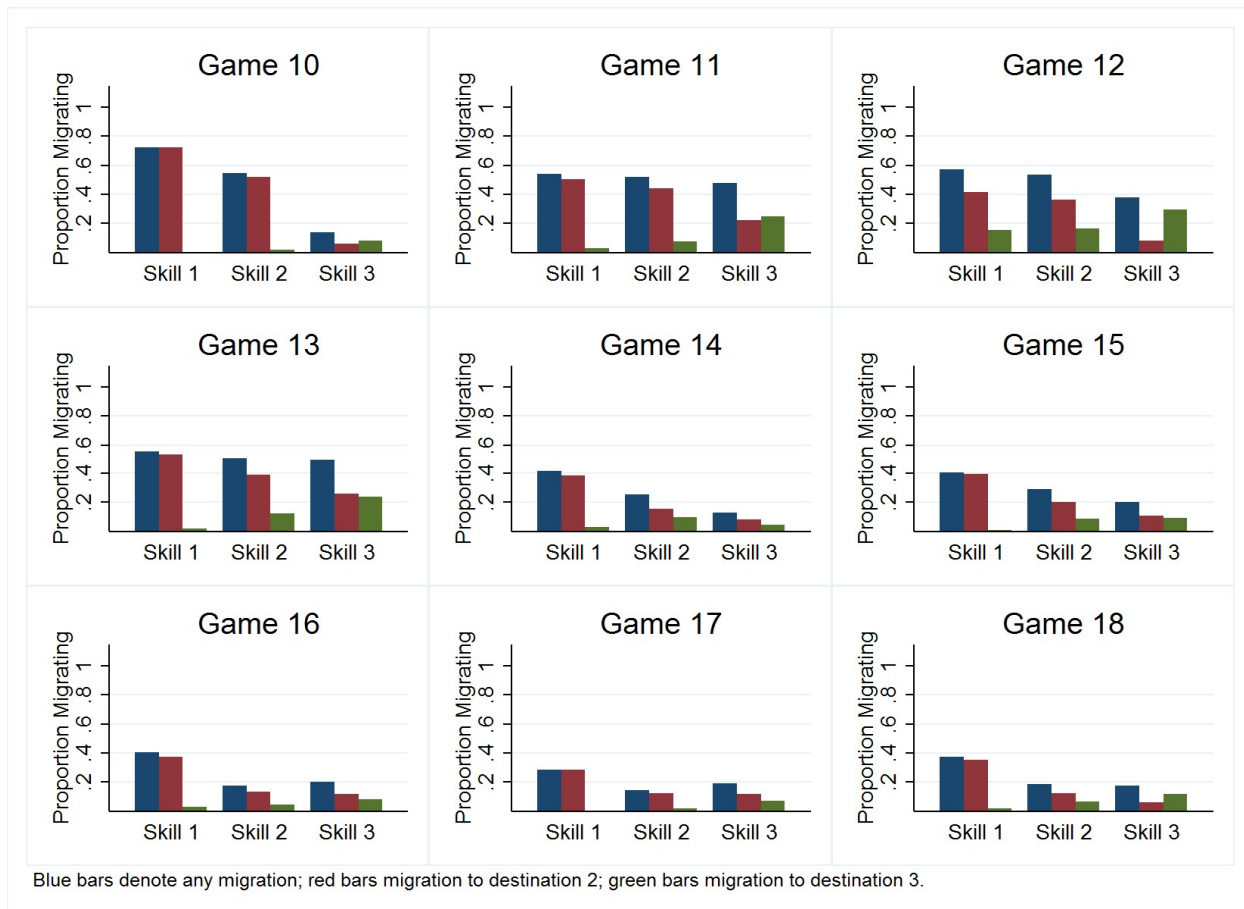 Game 10
Game 11
Game 12
Proportion Migrating
.2 .4 .6 .8 1
Skill 1 Skill 2 Skill 3
Proportion Migrating
.2 .4 .6 .8 1
Skill 1 Skill 2 Skill 3
Proportion Migrating
.2 .4 .6 .8 1
Skill 1 Skill 2 Skill 3
Game 13
Game 14
Game 15
Proportion Migrating
.2 .4 .6 .8 1
Skill 1 Skill 2 Skill 3
Proportion Migrating
.2 .4 .6 .8 1
Skill 1 Skill 2 Skill 3
Proportion Migrating
.2 .4 .6 .8 1
Skill 1 Skill 2 Skill 3
Game 16
Game 17
Game 18
Proportion Migrating
.2 .4 .6 .8 1
Skill 1 Skill 2 Skill 3
Proportion Migrating
.2 .4 .6 .8 1
Skill 1 Skill 2 Skill 3
Proportion Migrating
.2 .4 .6 .8 1
Skill 1 Skill 2 Skill 3
Blue bars denote any migration; red bars migration to destination 2; green bars migration to destination 3.